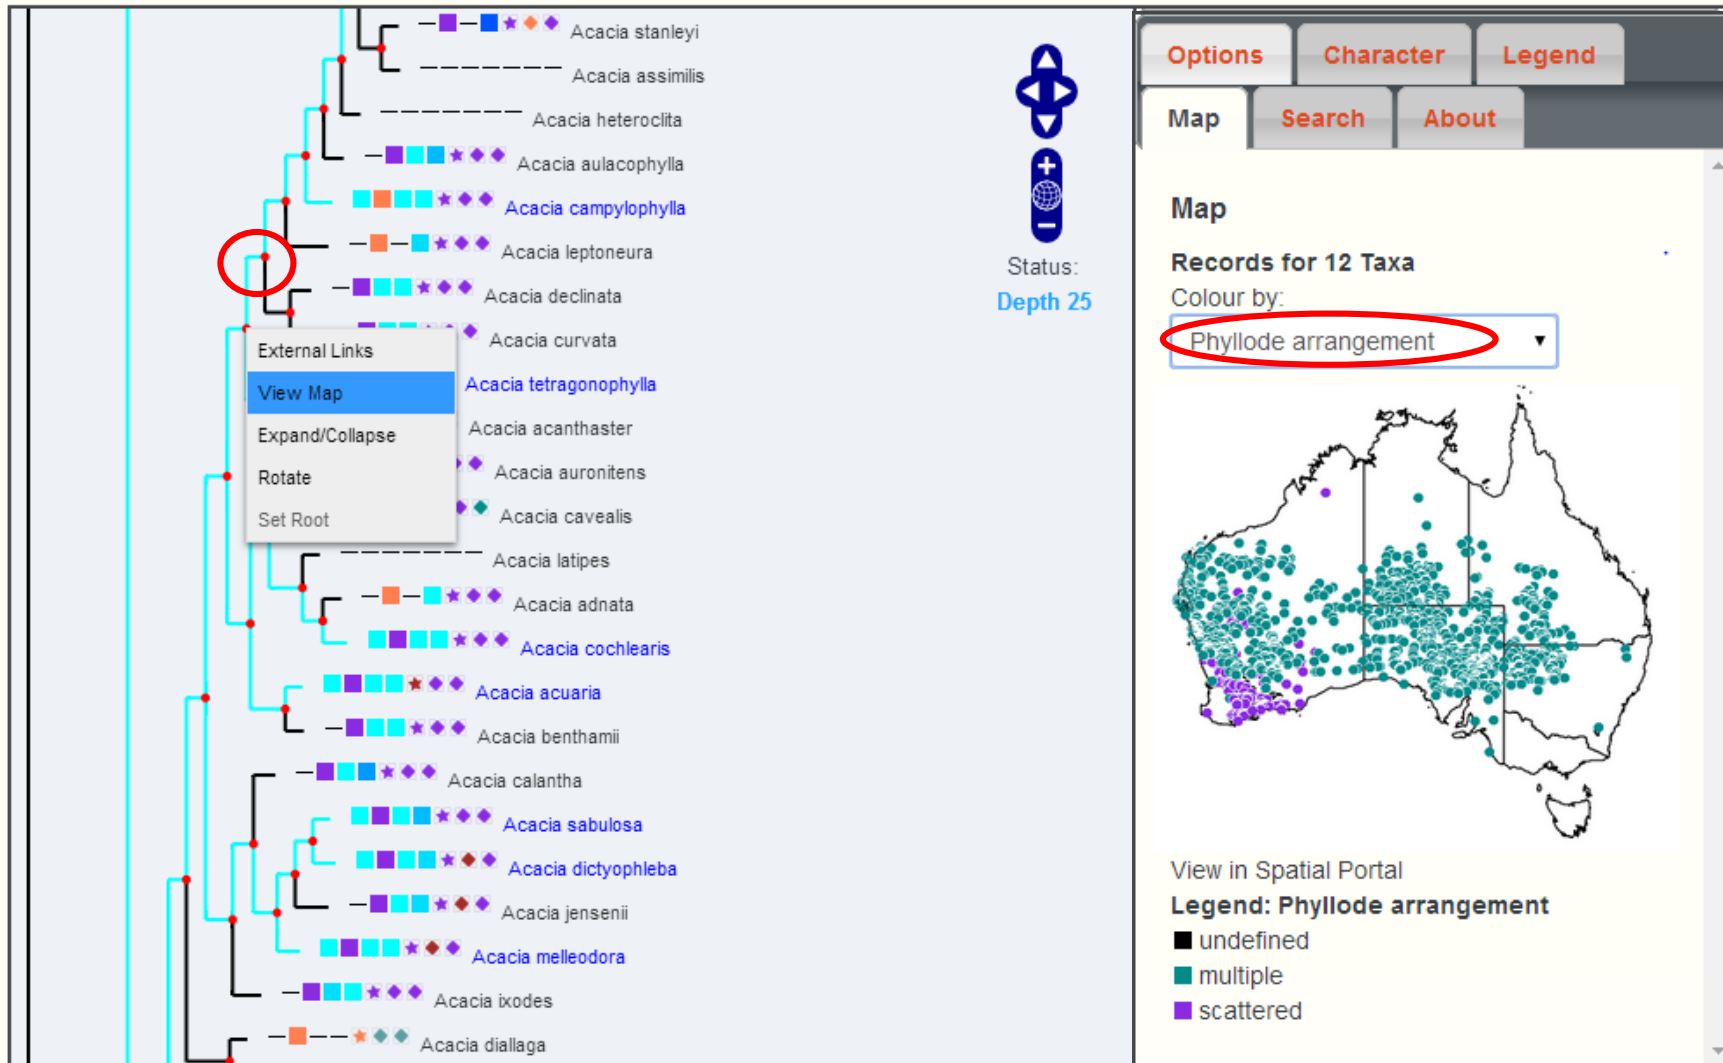 Acacia stanleyi
Acacia assimilis
Acacia heteroclita
Acacia aulacophylla
Acacia campylophylla
Acacia leptoneura
Acacia declinata
Acacia curvata
Acacia tetragonophylla
Acacia acanthaster
Acacia auronitens
Acacia cavealis
Acacia latipes
Acacia adnata
Acacia cochlearis
Acacia acuaria
Acacia benthamii
Acacia calantha
Acacia sabulosa
Acacia dictyophleba
Acacia jensenii
Acacia melleodora
Acacia ixodes
Acacia diallaga
External Links
View Map
Expand/Collapse
Rotate
Set Root
Status:
Depth 25
Options Character Legend
Map Search About
Map
Records for 12 Taxa
Colour by:
Phyllode arrangement
View in Spatial Portal
Legend: Phyllode arrangement
undefined
multiple
scattered